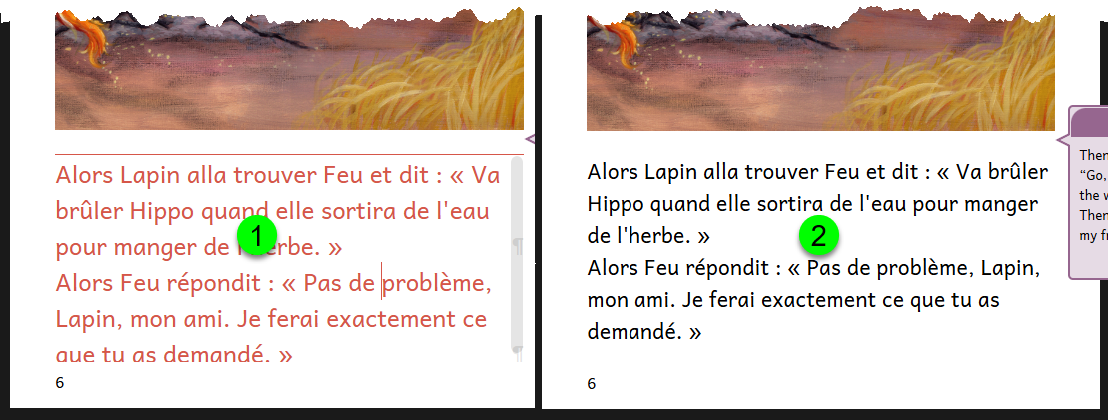 Alors Lapin alla trouver Feu et dit : « Va
brûler Hippo quand elle sortira de l'eau
pour manger de herbe. »
Alors Feu répondit : « Pas de problème,
Lapin, mon ami. Je ferai exactement ce
que tu as demandé. »
6
1
Alors Lapin alla trouver Feu et dit : « Va brûler
Hippo quand elle sortira de l'eau pour manger
de l'herbe. »
Alors Feu répondit : « Pas de problème, Lapin,
mon ami. Je ferai exactement ce que tu as
demandé. »
6
2
“Go,
the
my